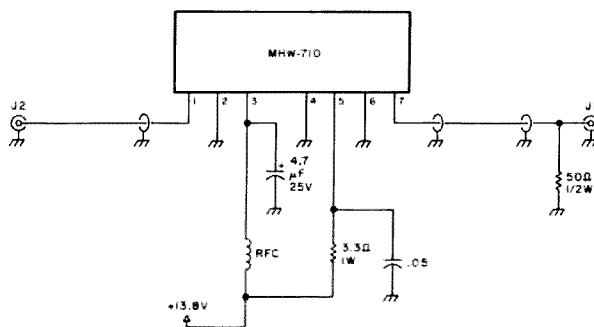 MHW-710
J2
1 2 3 4 5 6 7
J1
4.7
μF
25V
50Ω
1/2W
RFC
3.3Ω
1W
.05
+13.8V